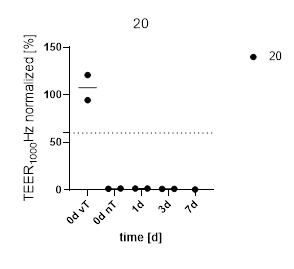 20
20
TEER1000Hz normalized [%]
150
100
50
0
0d vT
0d nT
1d
3d
7d
time [d]